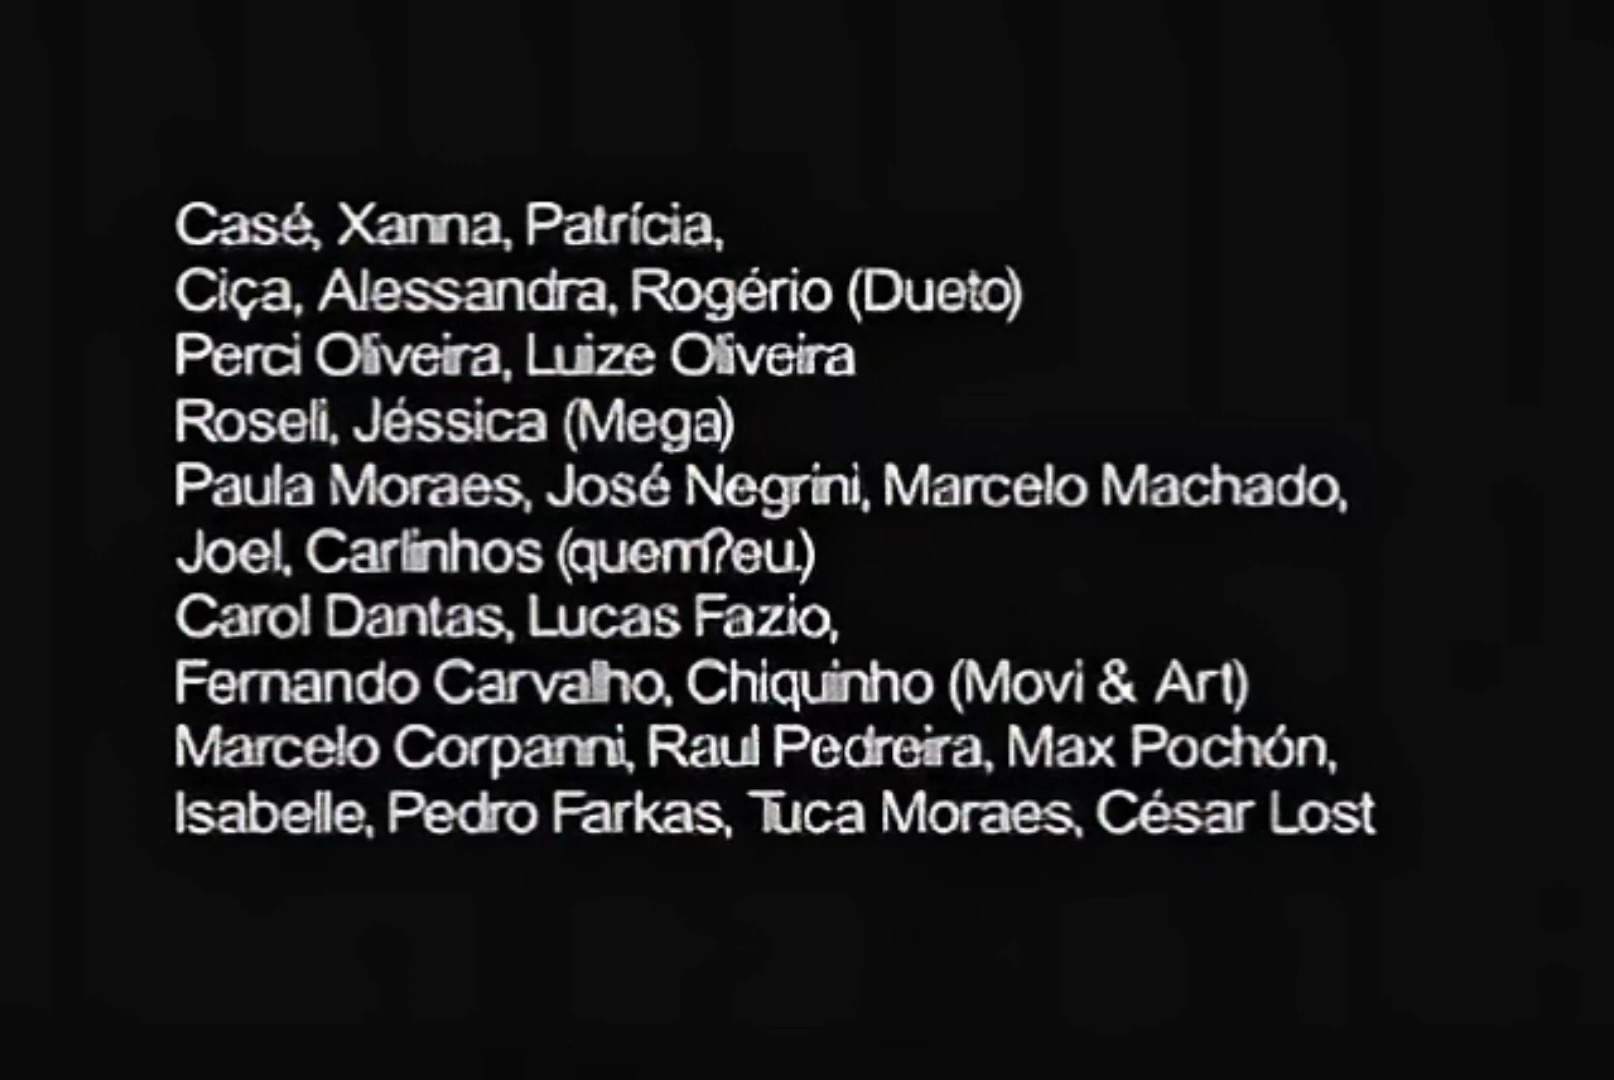 Casé, Xanna, Patrícia,
Ciça, Alessandra, Rogério (Dueto)
Perci Oliveira, Luize Oliveira
Roseli, Jéssica (Mega)
Paula Moraes, José Negrini, Marcelo Machado,
Joel, Carlinhos (quem?eu.)
Carol Dantas, Lucas Fazio,
Fernando Carvalho, Chiquinho (Movi & Art)
Marcelo Corpanni, Raul Pedreira, Max Pochón,
Isabelle, Pedro Farkas, Tuca Moraes, César Lost